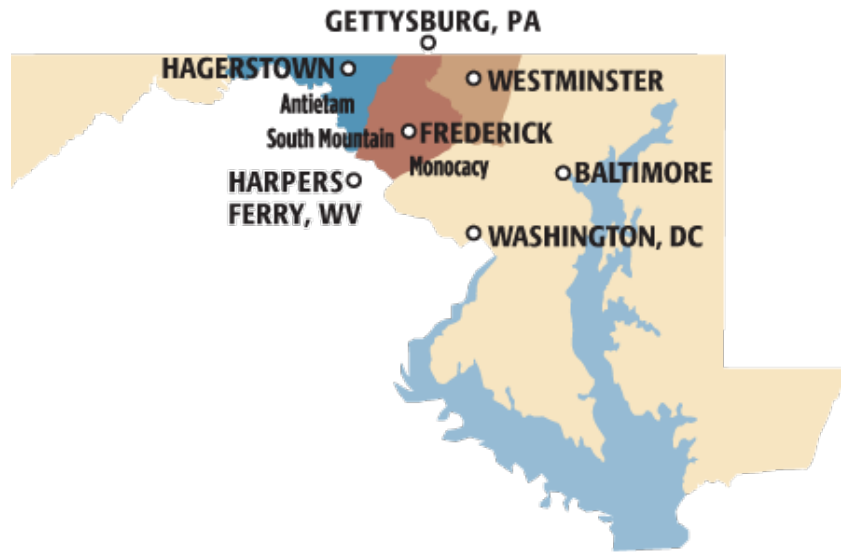 GETTYSBURG, PA
HAGERSTOWN
WESTMINSTER
Antietam
South Mountain
FREDERICK
Monocacy
BALTIMORE
HARPERS
FERRY, WV
WASHINGTON, DC